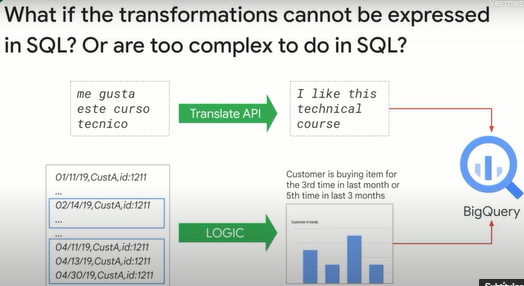 What if the transformations cannot be expressed
in SQL? Or are too complex to do in SQL?
me gusta
este curso
tecnico
Translate API
I like this
technical
course
01/11/19,CustA,id:1211
...
02/14/19,CustA,id:1211
...
...
04/11/19,CustA,id:1211
04/13/19,CustA,id:1211
04/30/19,CustA,id:1211
LOGIC
Customer is buying item for
the 3rd time in last month or
5th time in last 3 months
BigQuery